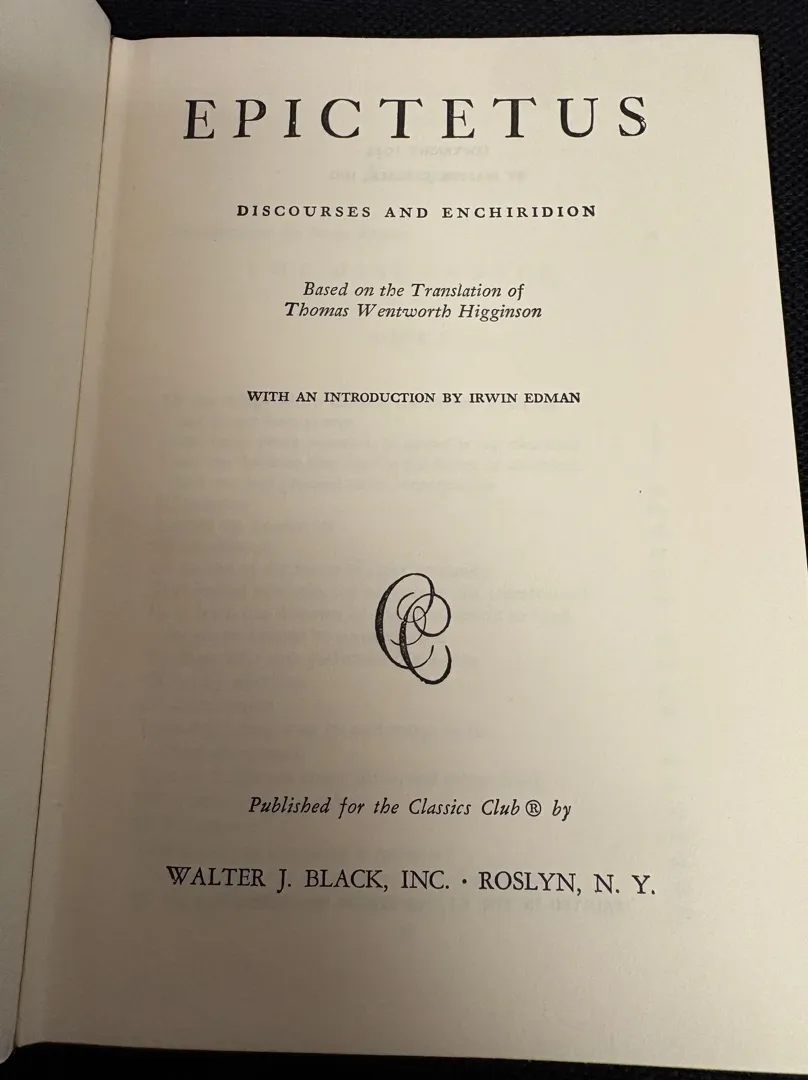 EPICTETUS
DISCOURSES AND ENCHIRIDION
Based on the Translation of
Thomas Wentworth Higginson
WITH AN INTRODUCTION BY IRWIN EDMAN
CC
Published for the Classics Club ® by
WALTER J. BLACK, INC. · ROSLYN, N. Y.